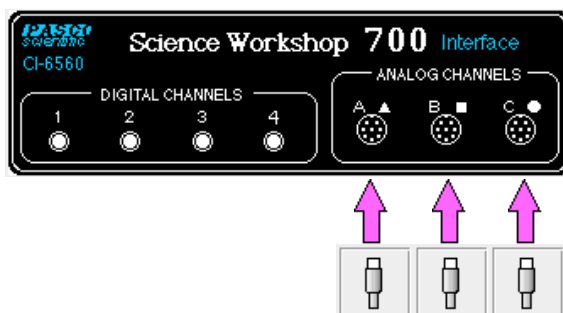 PASCO
scientific
CI-6560
Science Workshop 700 Interface
DIGITAL CHANNELS
1 2 3 4
ANALOG CHANNELS
A B C